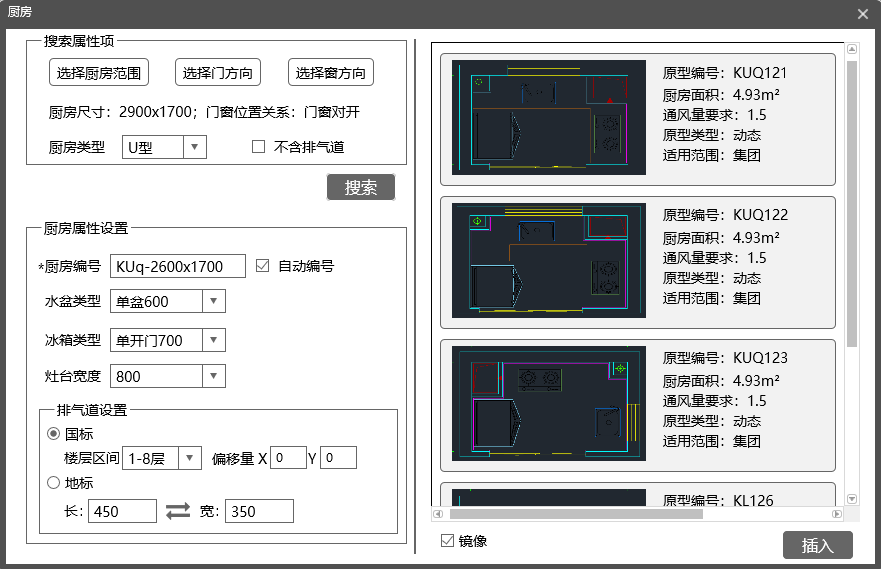 厨房
搜索属性项
选择厨房范围 选择门方向 选择窗方向
厨房尺寸：2900x1700；门窗位置关系：门窗对开
厨房类型 U型 不含排气道
搜索
厨房属性设置
*厨房编号 KUq-2600x1700 自动编号
水盆类型 单盆600
冰箱类型 单开门700
灶台宽度 800
排气道设置
国标
楼层区间 1-8层 偏移量 X 0 Y 0
地标
长： 450 宽： 350
原型编号：KUQ121
厨房面积：4.93m²
通风量要求：1.5
原型类型：动态
适用范围：集团
原型编号：KUQ122
厨房面积：4.93m²
通风量要求：1.5
原型类型：动态
适用范围：集团
原型编号：KUQ123
厨房面积：4.93m²
通风量要求：1.5
原型类型：动态
适用范围：集团
原型编号：KL126
镜像
插入